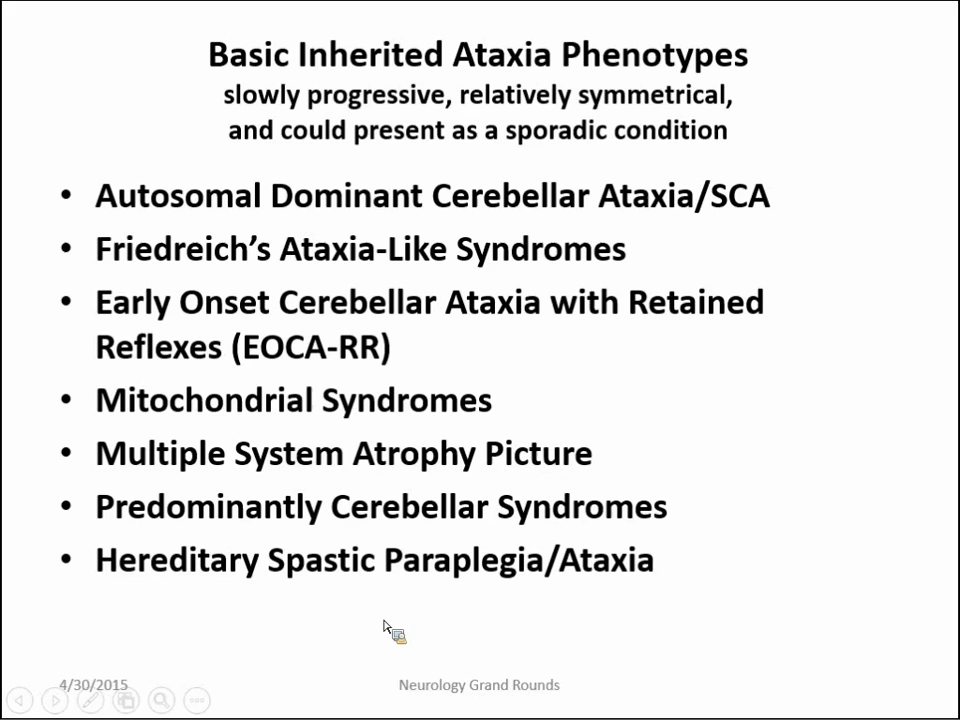 Basic Inherited Ataxia Phenotypes
slowly progressive, relatively symmetrical,
and could present as a sporadic condition
• Autosomal Dominant Cerebellar Ataxia/SCA
• Friedreich's Ataxia-Like Syndromes
• Early Onset Cerebellar Ataxia with Retained
Reflexes (EOCA-RR)
• Mitochondrial Syndromes
• Multiple System Atrophy Picture
• Predominantly Cerebellar Syndromes
• Hereditary Spastic Paraplegia/Ataxia
4/30/2015
Neurology Grand Rounds